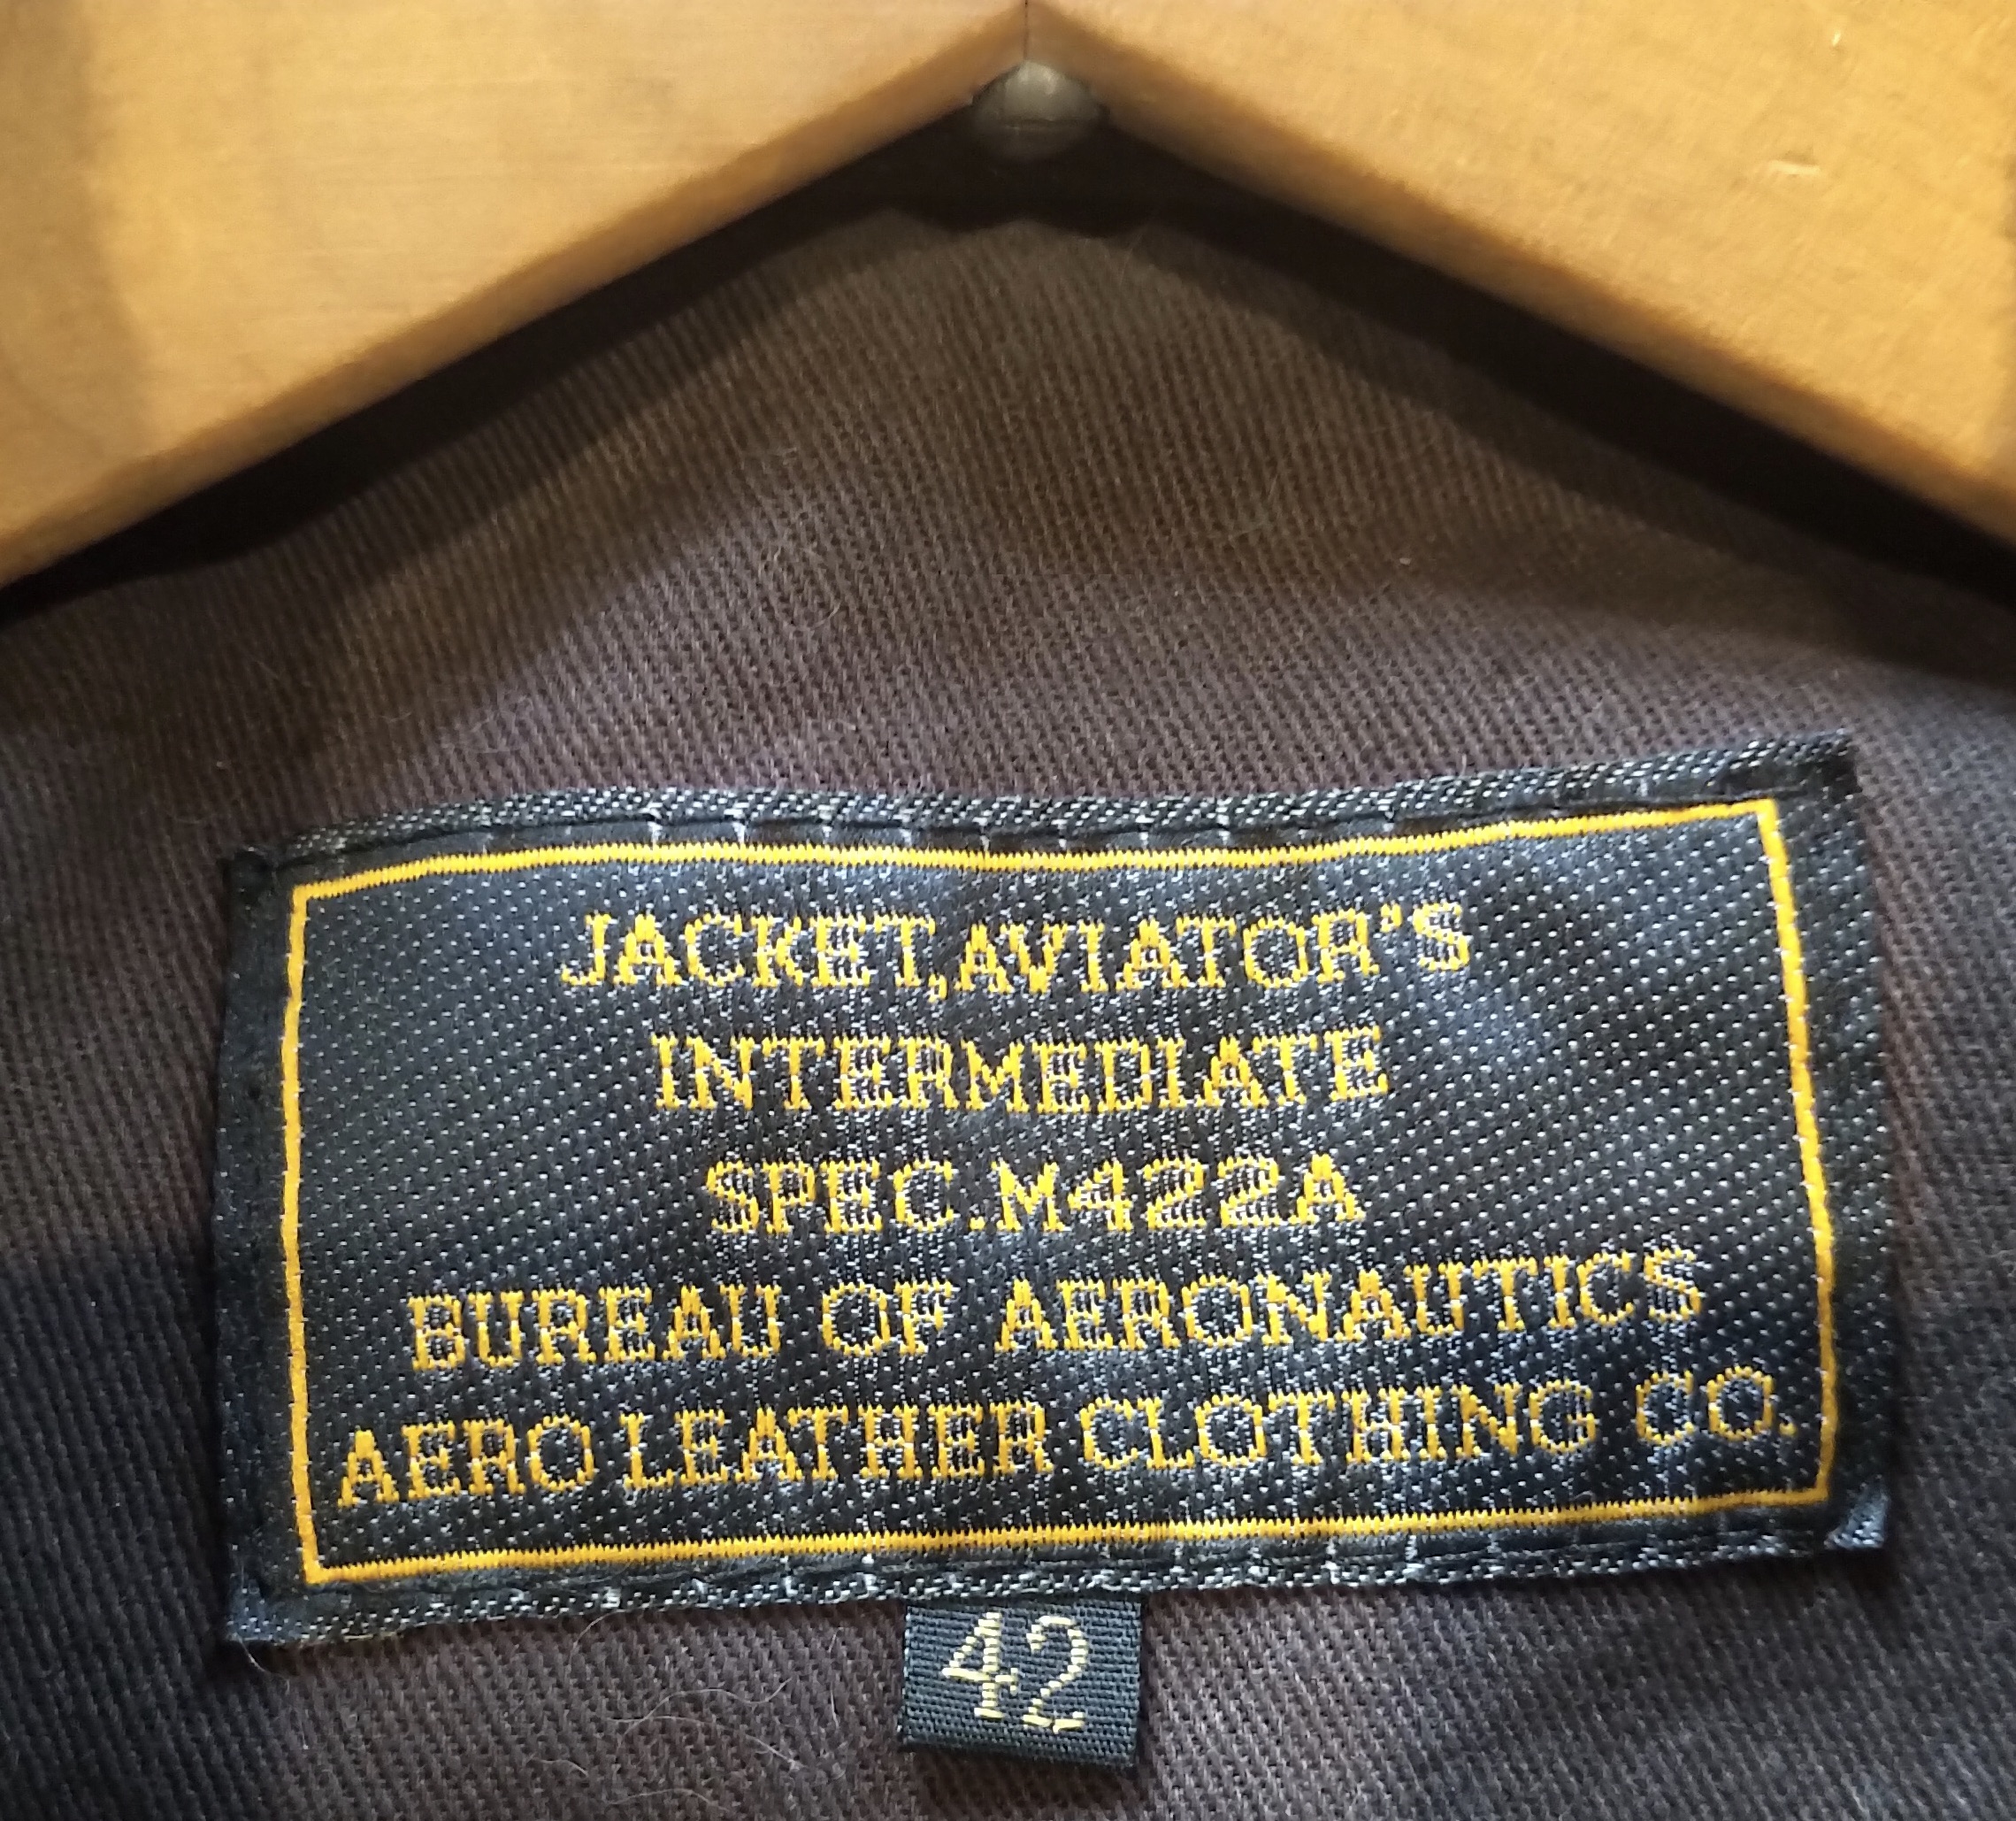 JACKET,AVIATOR'S
INTERMEDIATE
SPEC.M422A
BUREAU OF AERONAUTICS
AERO LEATHER CLOTHING CO.
42